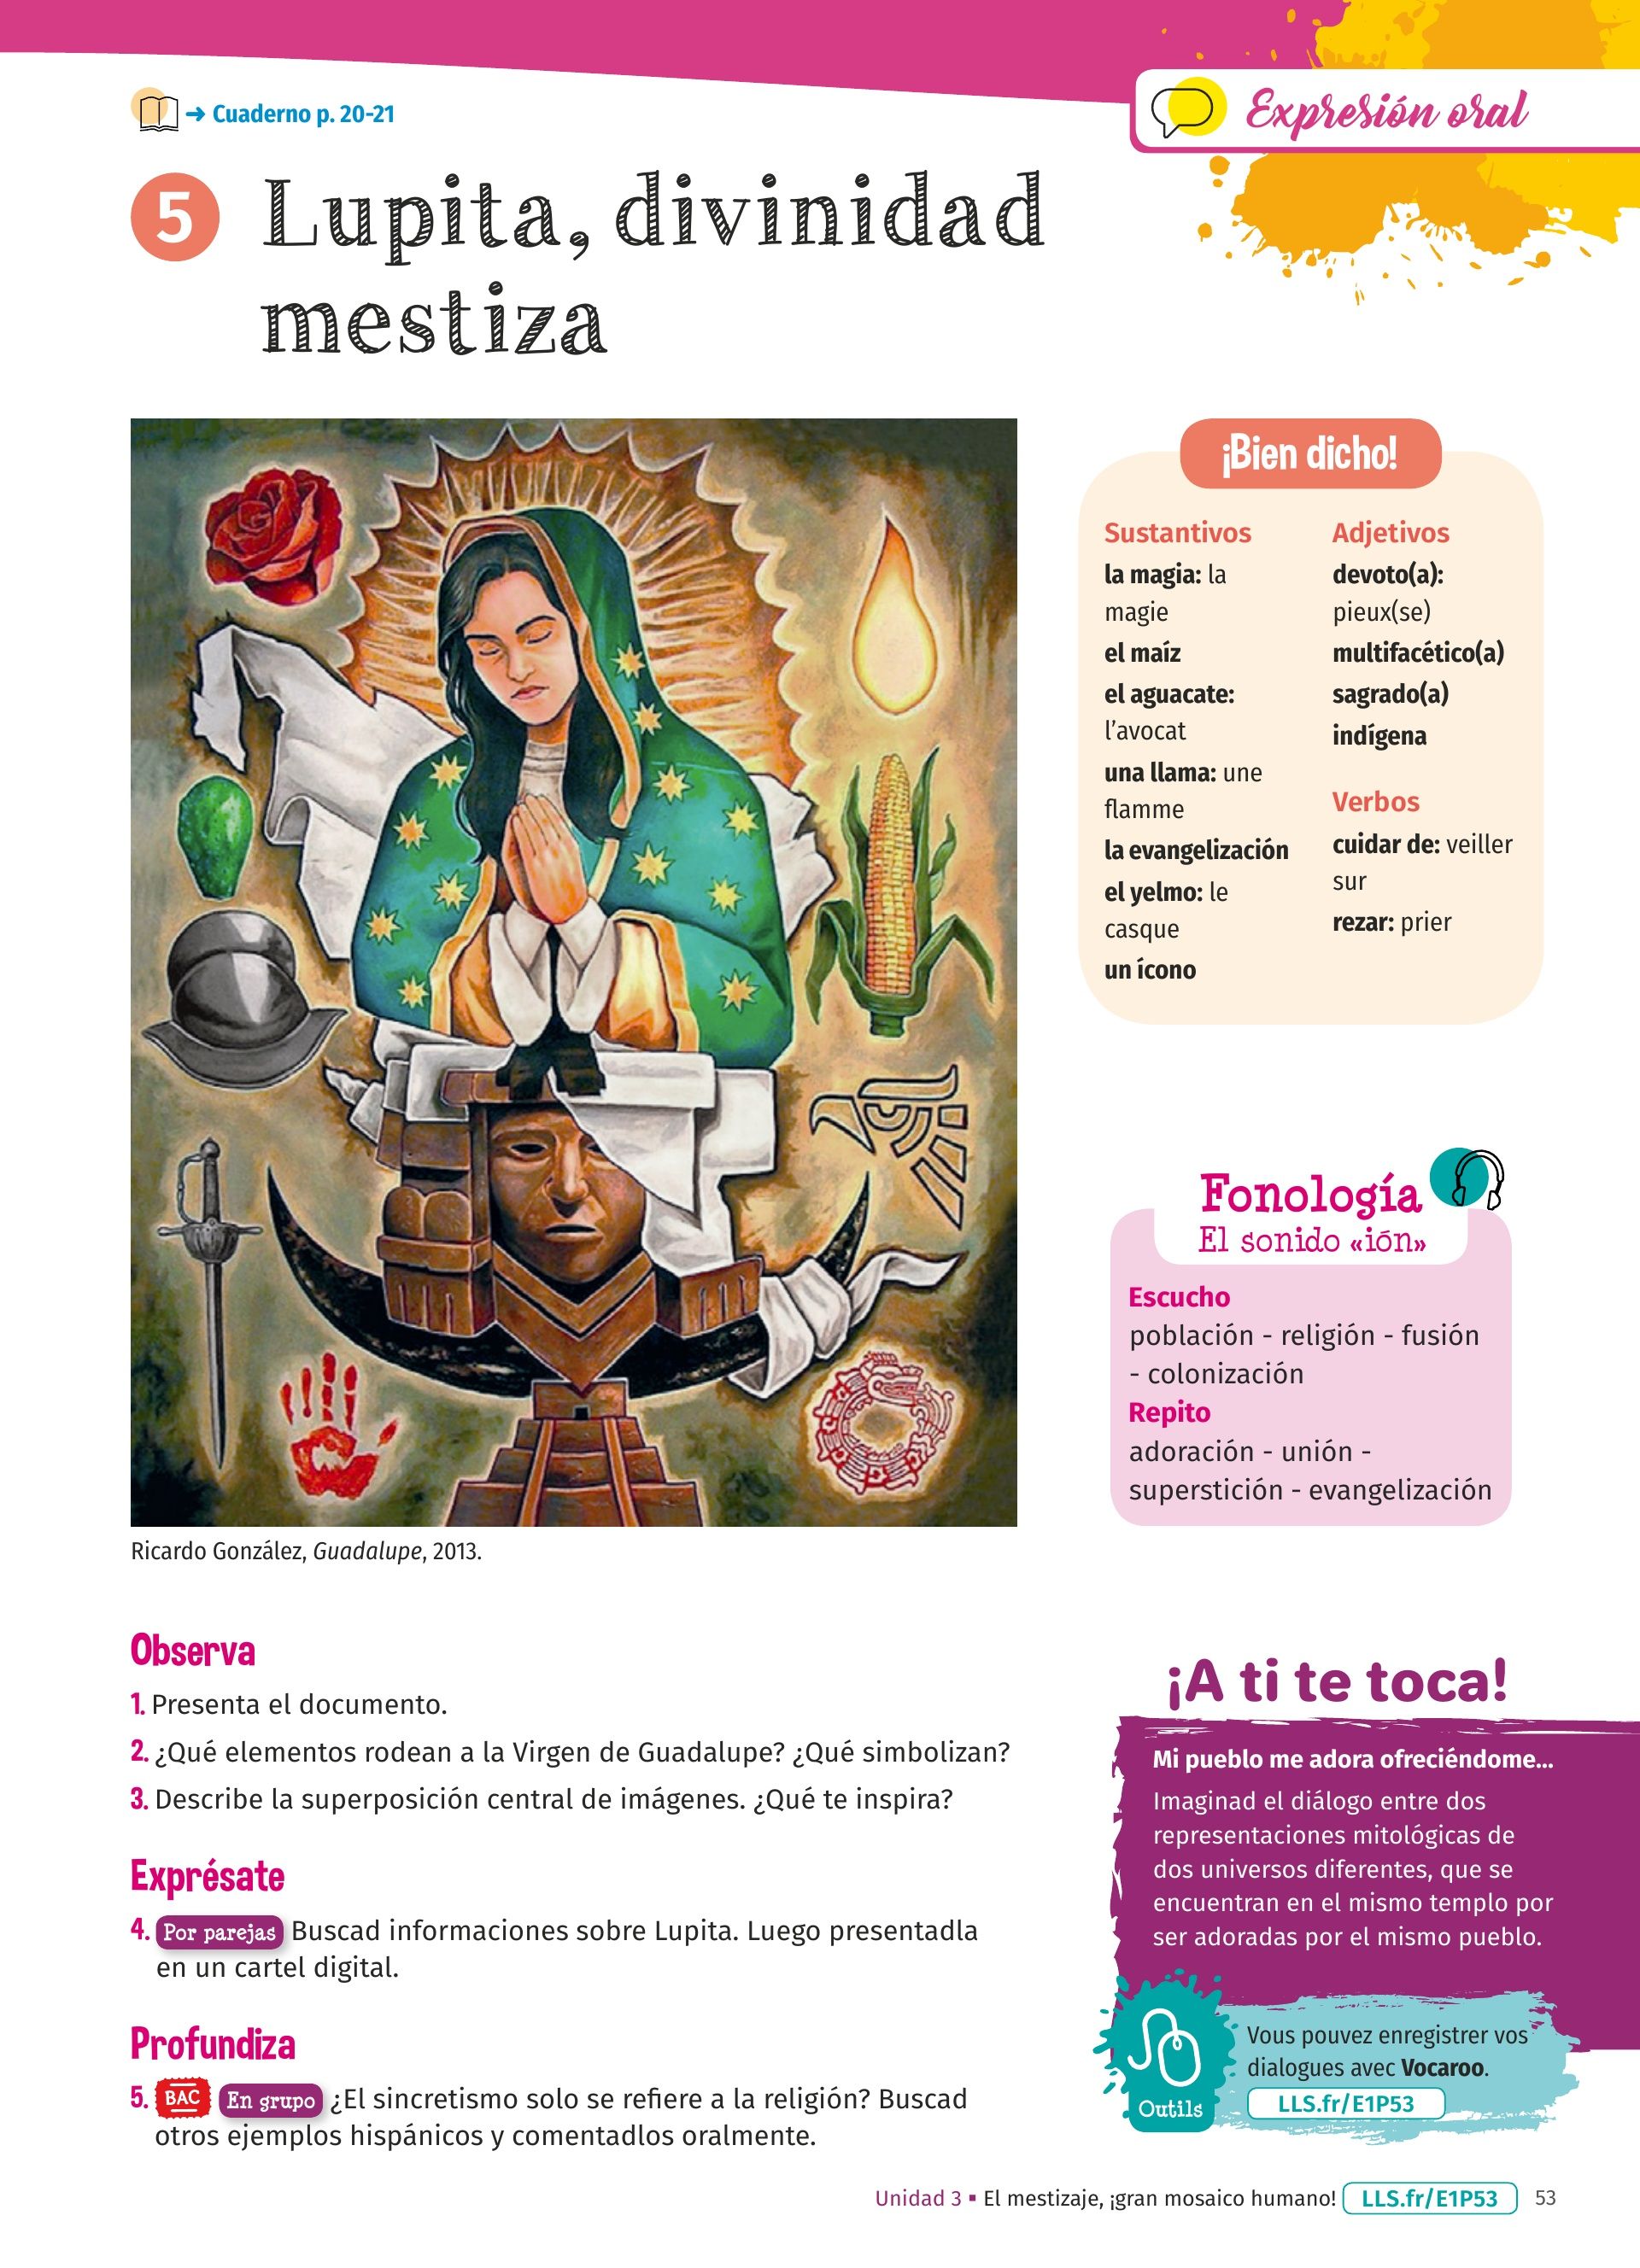 ➜ Cuaderno p. 20-21
Expresión oral
5 Lupita, divinidad
mestiza
Ricardo González, Guadalupe, 2013.
¡Bien dicho!
Sustantivos
la magia: la
magie
el maíz
el aguacate:
l’avocat
una llama: une
flamme
la evangelización
el yelmo: le
casque
un ícono
Adjetivos
devoto(a):
pieux(se)
multifacético(a)
sagrado(a)
indígena
Verbos
cuidar de: veiller
sur
rezar: prier
Fonología
El sonido «ión»
Escucho
población - religión - fusión
- colonización
Repito
adoración - unión -
superstición - evangelización
Observa
1. Presenta el documento.
2. ¿Qué elementos rodean a la Virgen de Guadalupe? ¿Qué simbolizan?
3. Describe la superposición central de imágenes. ¿Qué te inspira?
Exprésate
4. Por parejas Buscad informaciones sobre Lupita. Luego presentadla
en un cartel digital.
Profundiza
5. BAC En grupo ¿El sincretismo solo se refiere a la religión? Buscad
otros ejemplos hispánicos y comentadlos oralmente.
¡A ti te toca!
Mi pueblo me adora ofreciéndome...
Imaginad el diálogo entre dos
representaciones mitológicas de
dos universos diferentes, que se
encuentran en el mismo templo por
ser adoradas por el mismo pueblo.
Outils
Vous pouvez enregistrer vos
dialogues avec Vocaroo.
LLS.fr/E1P53
Unidad 3 ▪ El mestizaje, ¡gran mosaico humano! LLS.fr/E1P53 53